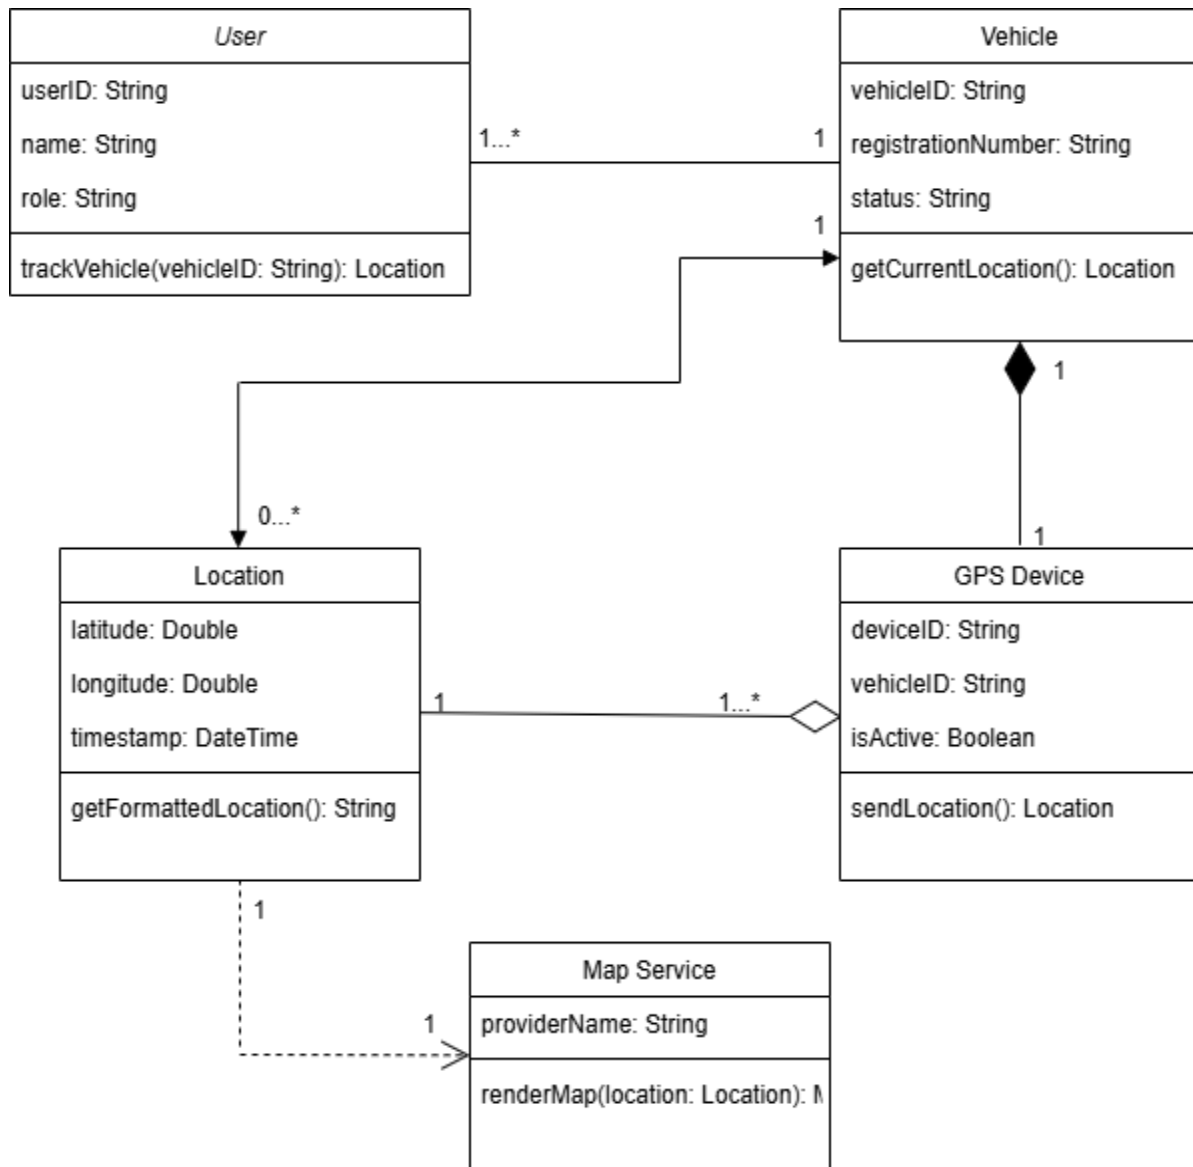 User
userID: String
name: String
role: String
trackVehicle(vehicleID: String): Location
1...*
1
Vehicle
vehicleID: String
registrationNumber: String
status: String
getCurrentLocation(): Location
1
0...*
1
1
Location
latitude: Double
longitude: Double
timestamp: DateTime
getFormattedLocation(): String
1
1...*
GPS Device
deviceID: String
vehicleID: String
isActive: Boolean
sendLocation(): Location
1
1
Map Service
providerName: String
renderMap(location: Location):